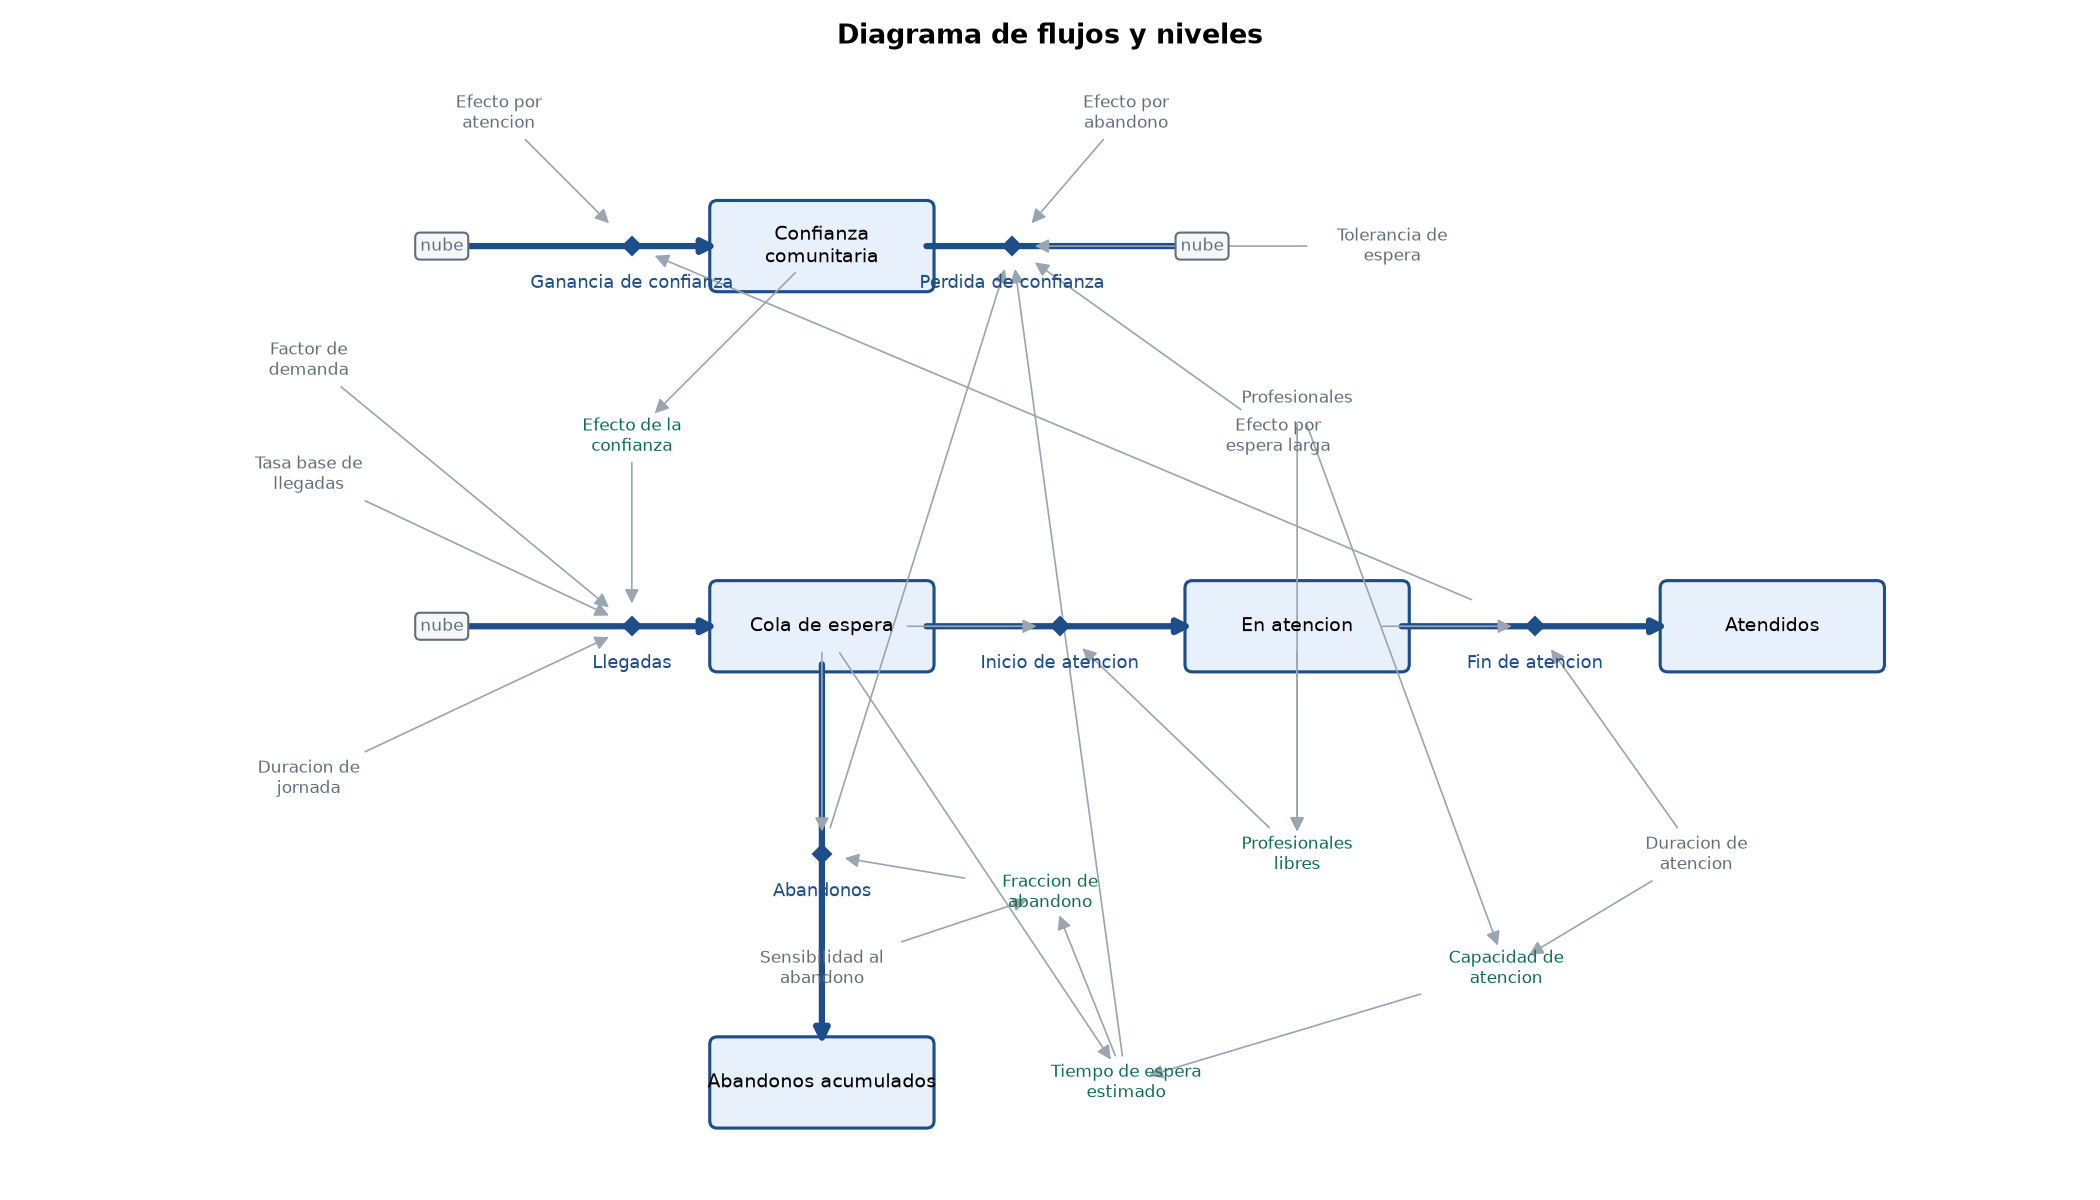 Diagrama de flujos y niveles
Efecto por
atencion
Efecto por
abandono
nube
Confianza
comunitaria
nube
Tolerancia de
espera
Ganancia de confianza
Perdida de confianza
Factor de
demanda
Profesionales
Efecto de la
confianza
Efecto por
espera larga
Tasa base de
llegadas
nube
Cola de espera
En atencion
Atendidos
Llegadas
Inicio de atencion
Fin de atencion
Duracion de
jornada
Profesionales
libres
Duracion de
atencion
Abandonos
Fraccion de
abandono
Sensibilidad al
abandono
Capacidad de
atencion
Abandonos acumulados
Tiempo de espera
estimado